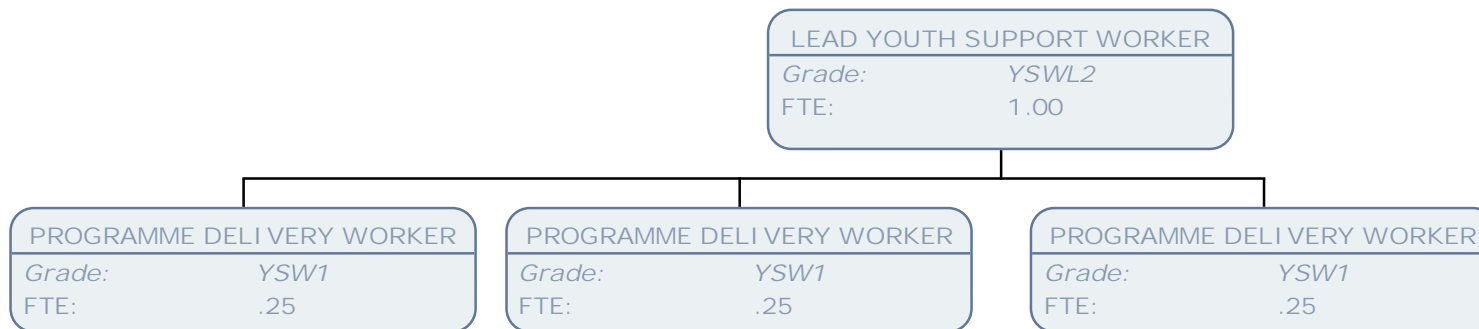 LEAD YOUTH SUPPORT WORKER
Grade: YSWL2
FTE: 1.00
PROGRAMME DELIVERY WORKER
Grade: YSW1
FTE: .25
PROGRAMME DELIVERY WORKER
Grade: YSW1
FTE: .25
PROGRAMME DELIVERY WORKER
Grade: YSW1
FTE: .25